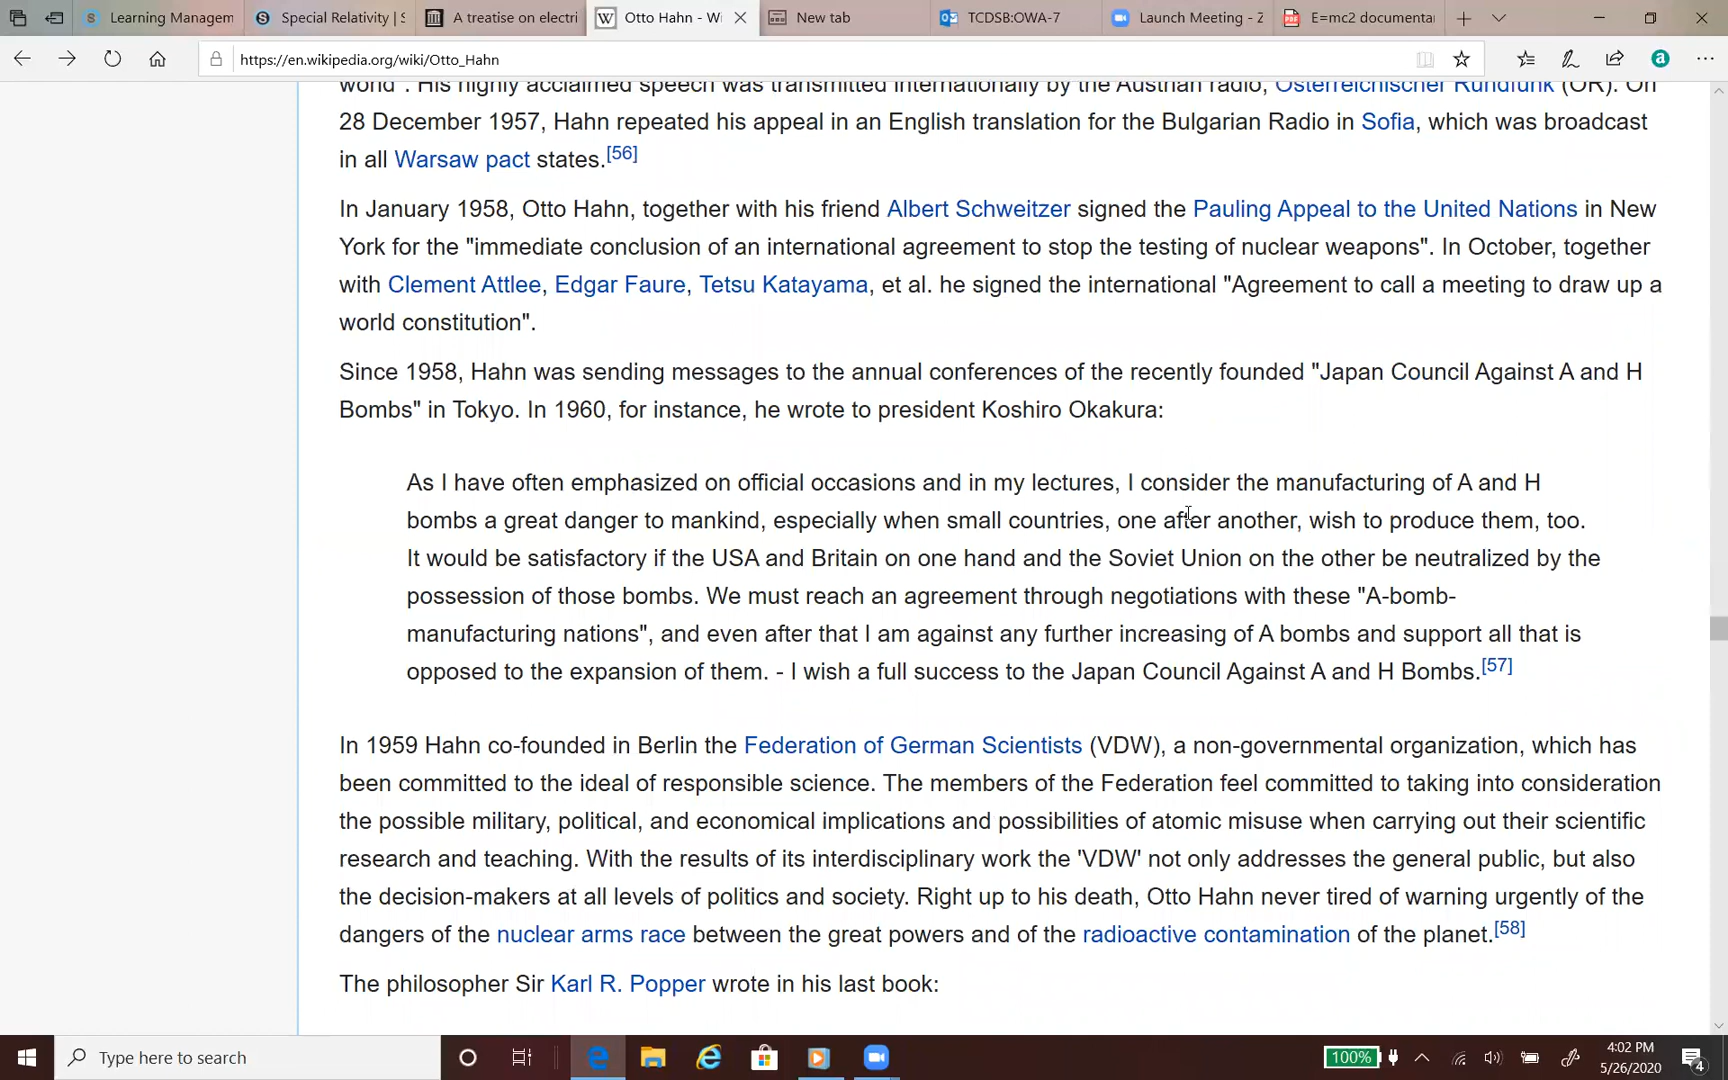 Learning Managem
Special Relativity | S
A treatise on electri
Otto Hahn - Wi
New tab
TCDSB:OWA-7
Launch Meeting - Z
E=mc2 documentar
https://en.wikipedia.org/wiki/Otto_Hahn
world". His highly acclaimed speech was transmitted internationally by the Austrian radio, Österreichischer Rundfunk (ÖR). On
28 December 1957, Hahn repeated his appeal in an English translation for the Bulgarian Radio in Sofia, which was broadcast
in all Warsaw pact states.[56]
In January 1958, Otto Hahn, together with his friend Albert Schweitzer signed the Pauling Appeal to the United Nations in New
York for the "immediate conclusion of an international agreement to stop the testing of nuclear weapons". In October, together
with Clement Attlee, Edgar Faure, Tetsu Katayama, et al. he signed the international "Agreement to call a meeting to draw up a
world constitution".
Since 1958, Hahn was sending messages to the annual conferences of the recently founded "Japan Council Against A and H
Bombs" in Tokyo. In 1960, for instance, he wrote to president Koshiro Okakura:
As I have often emphasized on official occasions and in my lectures, I consider the manufacturing of A and H
bombs a great danger to mankind, especially when small countries, one after another, wish to produce them, too.
It would be satisfactory if the USA and Britain on one hand and the Soviet Union on the other be neutralized by the
possession of those bombs. We must reach an agreement through negotiations with these "A-bomb-
manufacturing nations", and even after that I am against any further increasing of A bombs and support all that is
opposed to the expansion of them. - I wish a full success to the Japan Council Against A and H Bombs.[57]
In 1959 Hahn co-founded in Berlin the Federation of German Scientists (VDW), a non-governmental organization, which has
been committed to the ideal of responsible science. The members of the Federation feel committed to taking into consideration
the possible military, political, and economical implications and possibilities of atomic misuse when carrying out their scientific
research and teaching. With the results of its interdisciplinary work the 'VDW' not only addresses the general public, but also
the decision-makers at all levels of politics and society. Right up to his death, Otto Hahn never tired of warning urgently of the
dangers of the nuclear arms race between the great powers and of the radioactive contamination of the planet.[58]
The philosopher Sir Karl R. Popper wrote in his last book:
Type here to search
100%
4:02 PM
5/26/2020
4